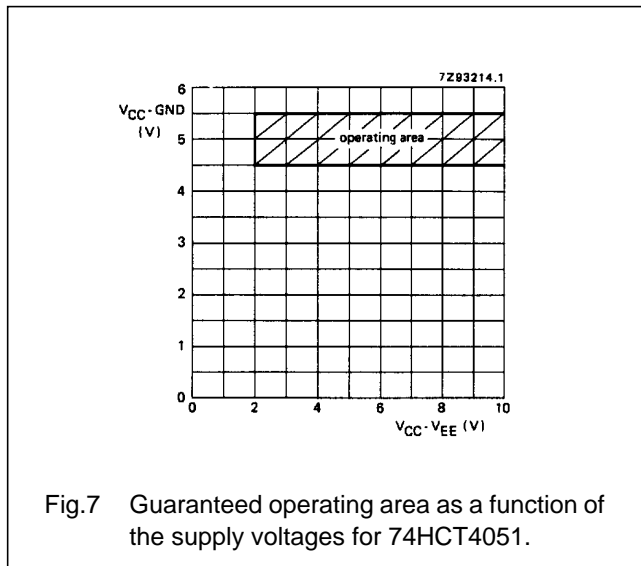 7Z93214.1
6
VCC - GND
(V)
5
operating area
4
3
2
1
0
0 2 4 6 8 10
VCC - VEE (V)
Fig.7 Guaranteed operating area as a function of
the supply voltages for 74HCT4051.